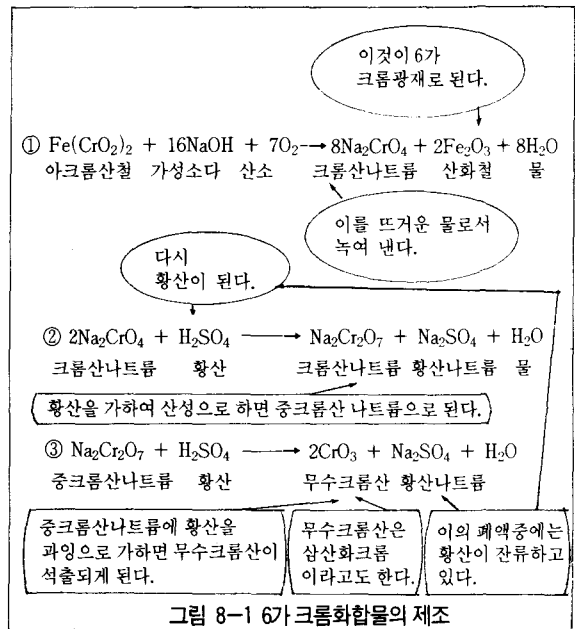 이것이 6가
크롬광재로 된다.
① Fe(CrO₂)₂ + 16NaOH + 7O₂→8Na₂CrO₄ + 2Fe₂O₃ + 8H₂O
아크롬산철 가성소다 산소 크롬산나트륨 산화철 물
이를 뜨거운 물로서
녹여 낸다.
다시
황산이 된다.
② 2Na₂CrO₄ + H₂SO₄ ⟶ Na₂Cr₂O₇ + Na₂SO₄ + H₂O
크롬산나트륨 황산 크롬산나트륨 황산나트륨 물
황산을 가하여 산성으로 하면 중크롬산 나트륨으로 된다.
③ Na₂Cr₂O₇ + H₂SO₄ ⟶ 2CrO₃ + Na₂SO₄ + H₂O
중크롬산나트륨 황산 무수크롬산 황산나트륨
중크롬산나트륨에 황산을
과잉으로 가하면 무수크롬산이
석출되게 된다.
무수크롬산은
삼산화크롬
이라고도 한다.
이의 폐액중에는
황산이 잔류하고
있다.
그림 8-1 6가 크롬화합물의 제조